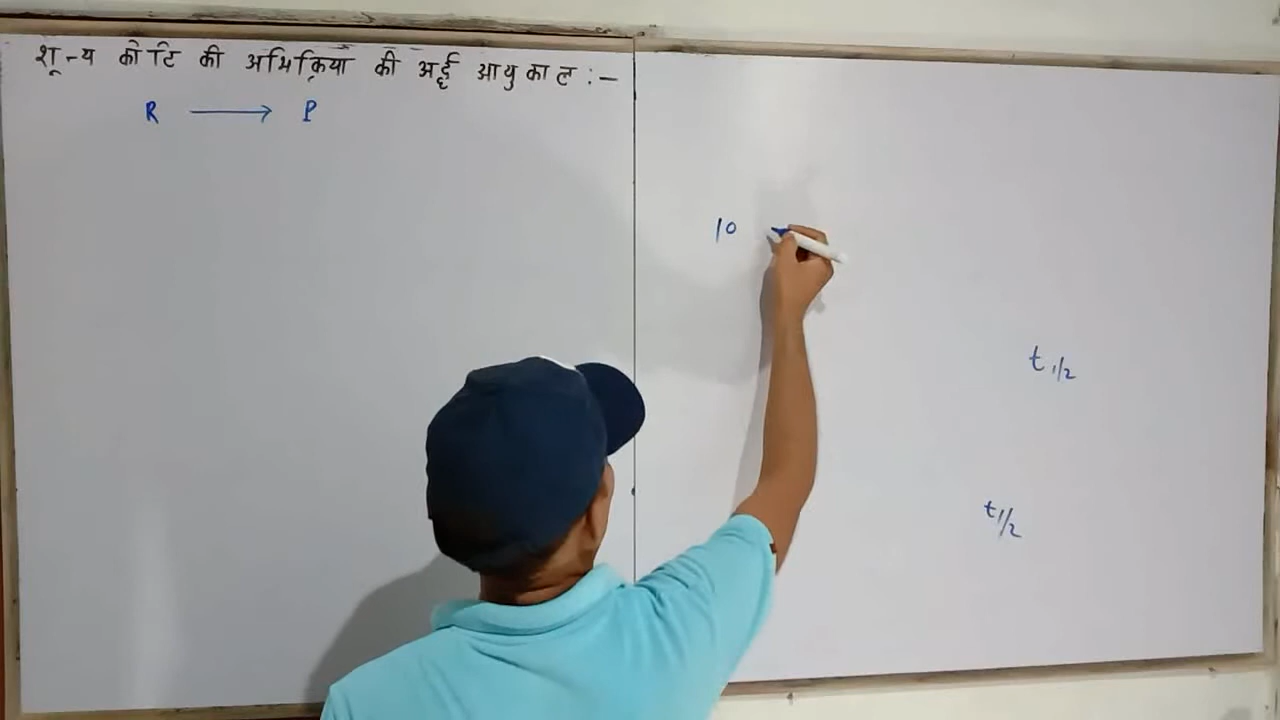 शून्य कोटि की अभिक्रिया की अर्द्ध आयुकाल :-
R ⟶ P
10
t 1/2
t 1/2